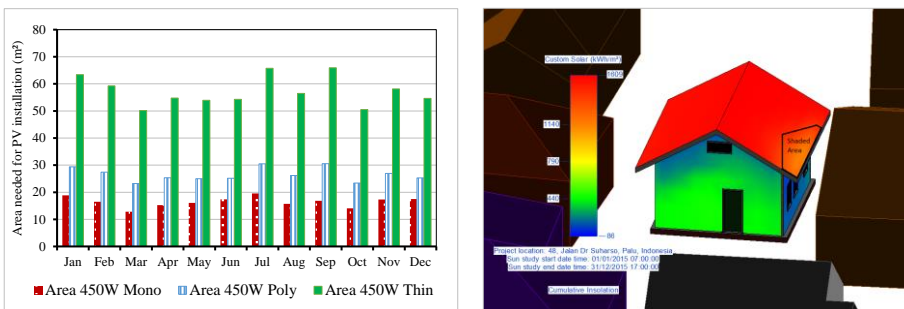 Area needed for PV installation (m²)
80
70
60
50
40
30
20
10
0
Jan Feb Mar Apr May Jun Jul Aug Sep Oct Nov Dec
Area 450W Mono Area 450W Poly Area 450W Thin
Custom Solar (kWh/m²)
1609
1140
790
440
86
Shaded
Area
Project location: 48, Jalan Dr Suharso, Palu, Indonesia
Sun study start date time: 01/01/2015 07:00:00
Sun study end date time: 31/12/2015 17:00:00
Cumulative Insolation